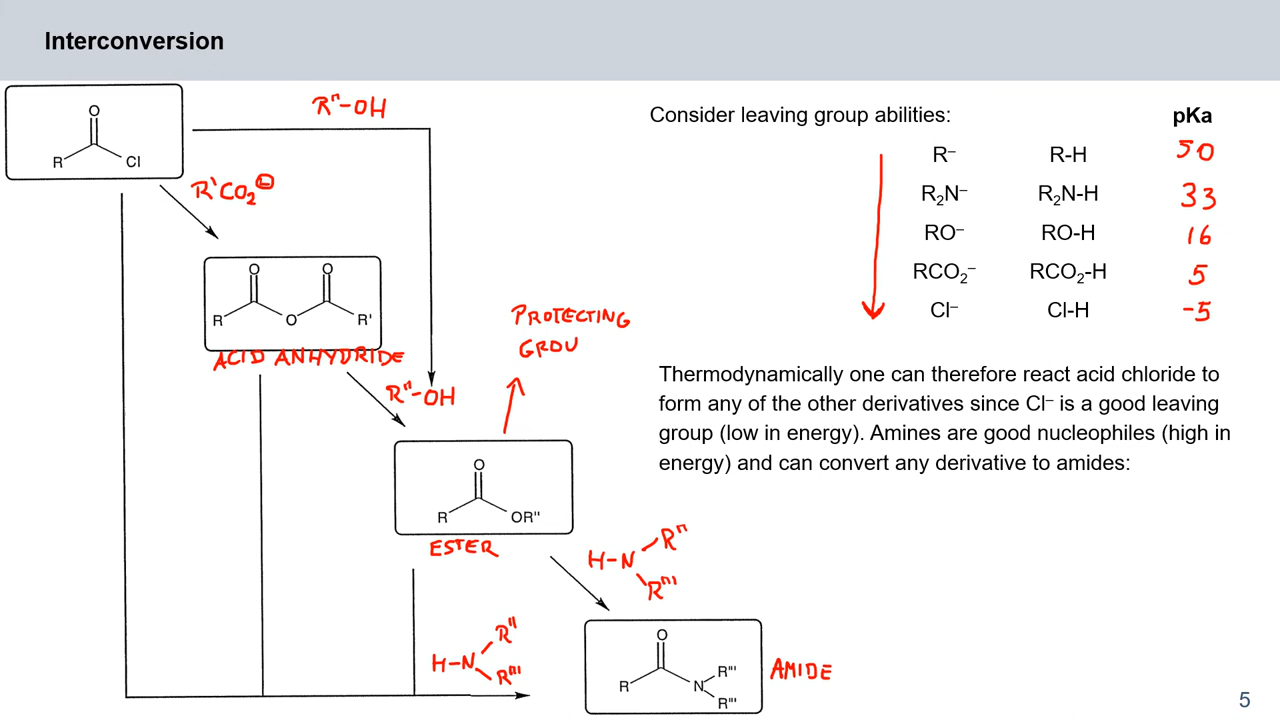 Interconversion
R"-OH
O
R Cl
R'CO2⊖
O O
R O R'
ACID ANHYDRIDE
R"-OH
PROTECTING
GROU
O
R OR"
ESTER
H-N R"
R'''
H-N R"
R'''
O
R N R'''
R'''
AMIDE
Consider leaving group abilities: pKa
R– R-H 50
R2N– R2N-H 33
RO– RO-H 16
RCO2– RCO2-H 5
Cl– Cl-H -5
Thermodynamically one can therefore react acid chloride to
form any of the other derivatives since Cl– is a good leaving
group (low in energy). Amines are good nucleophiles (high in
energy) and can convert any derivative to amides:
5